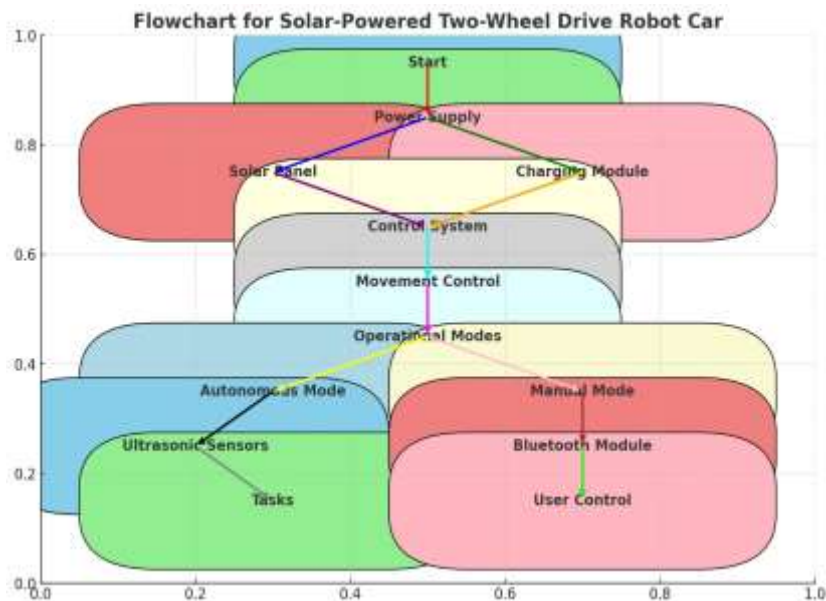 Flowchart for Solar-Powered Two-Wheel Drive Robot Car
1.0
Start
Power Supply
0.8
Solar Panel
Charging Module
Control System
0.6
Movement Control
Operational Modes
0.4
Autonomous Mode
Manual Mode
Ultrasonic Sensors
Bluetooth Module
0.2
Tasks
User Control
0.0
0.0
0.2
0.4
0.6
0.8
1.0